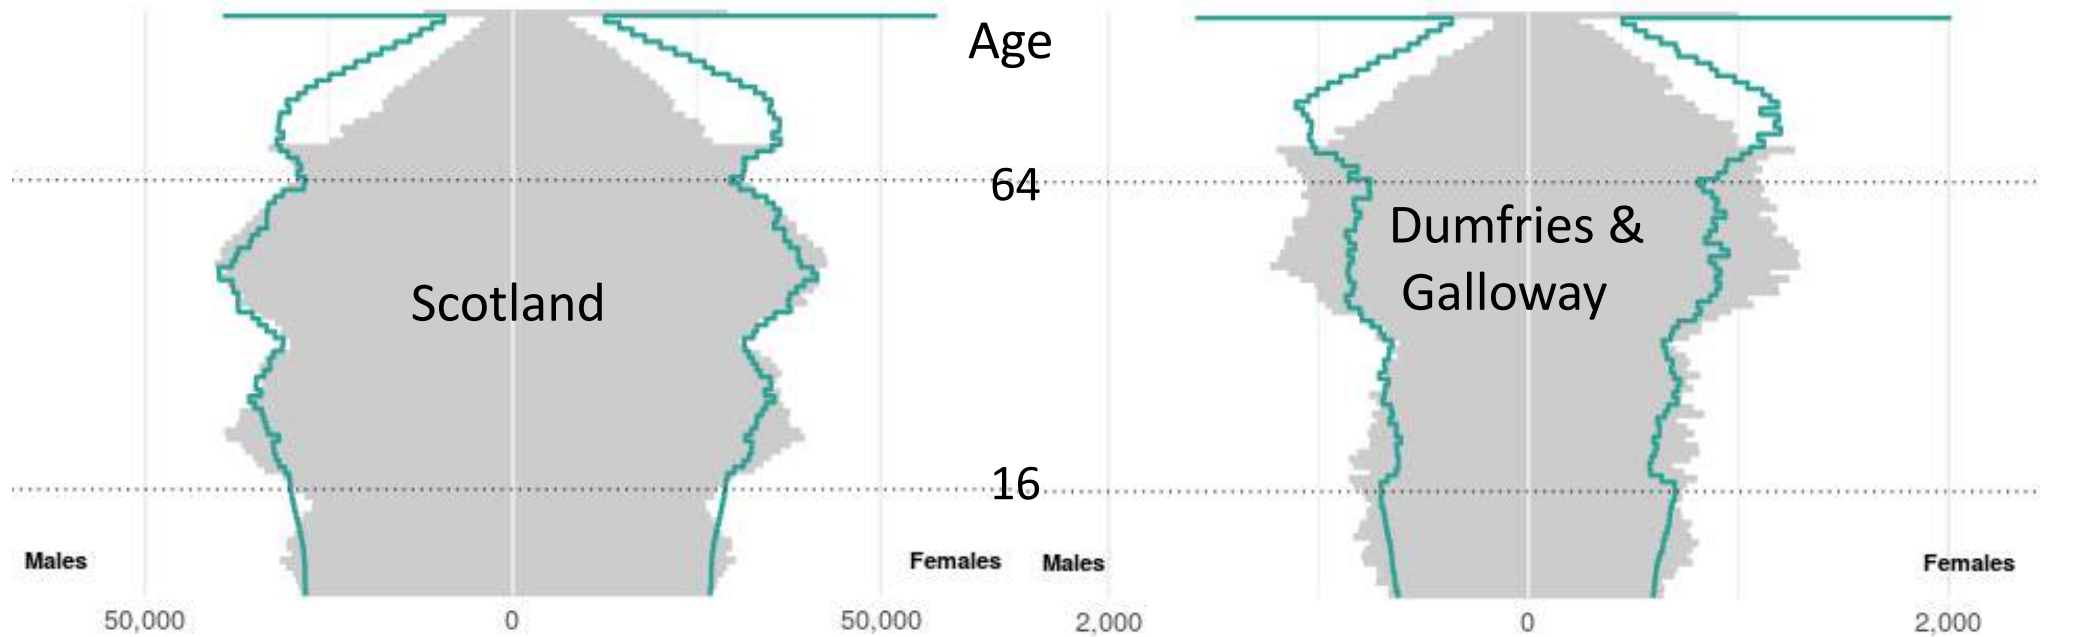 Age
64
Dumfries &
Galloway
Scotland
16
Males
Females
Males
Females
50,000
0
50,000
2,000
0
2,000